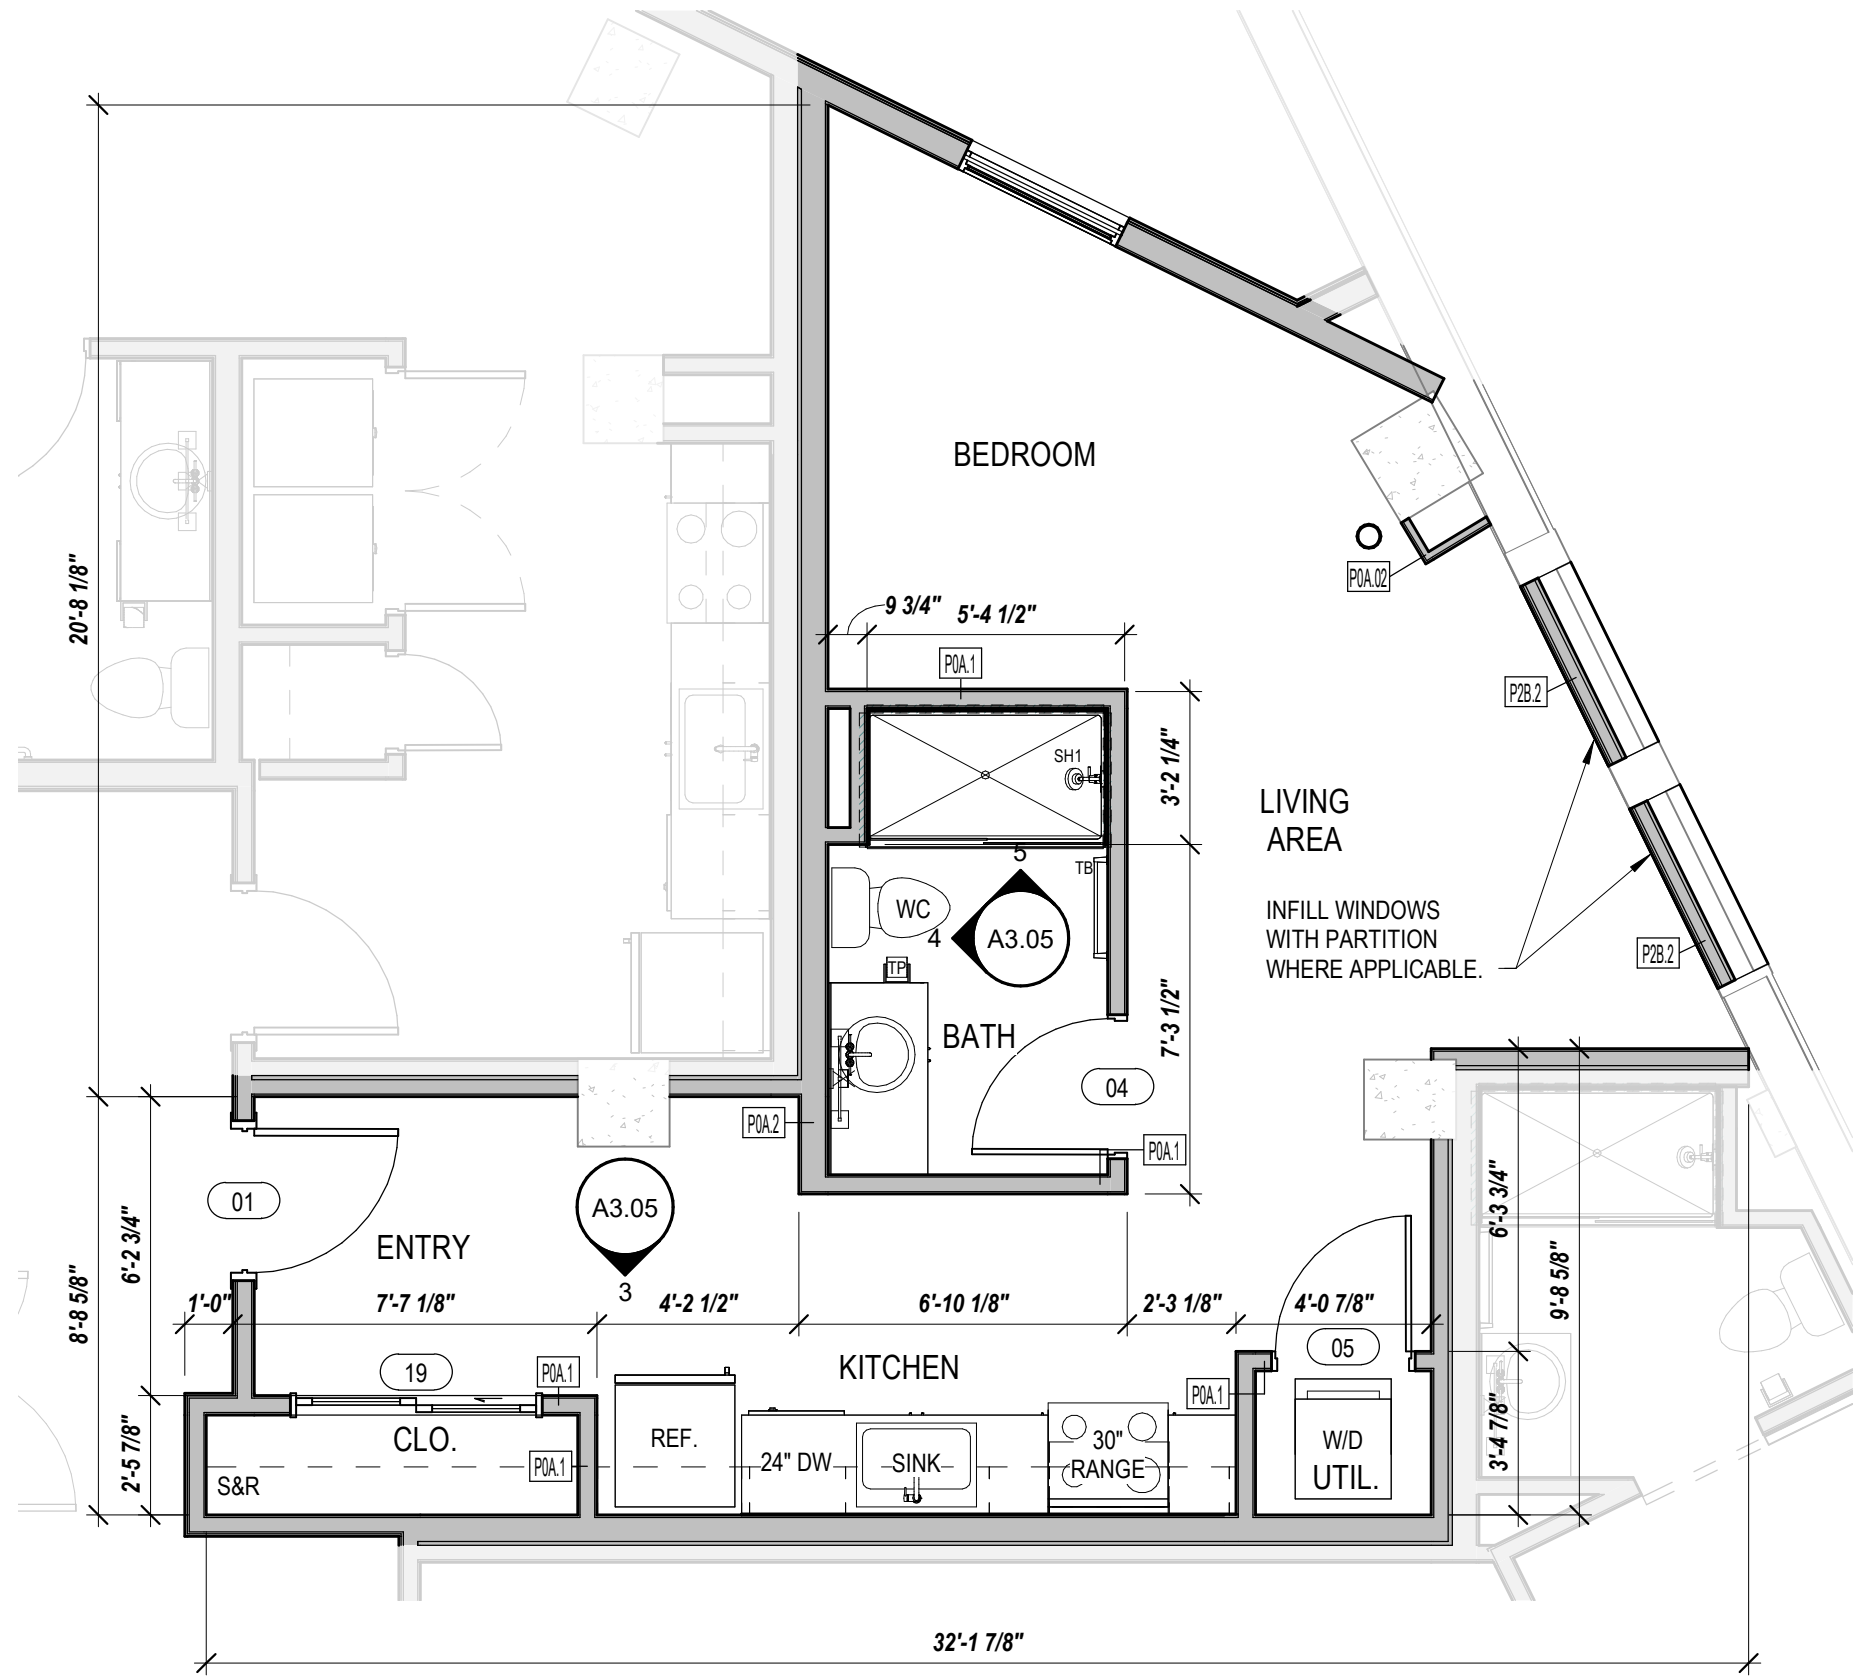 BEDROOM
20'-8 1/8"
P0A.02
9 3/4"
5'-4 1/2"
P0A.1
P2B.2
SH1
3'-2 1/4"
LIVING
AREA
5
TB
WC
4
A3.05
INFILL WINDOWS
WITH PARTITION
WHERE APPLICABLE.
P2B.2
TP
BATH
7'-3 1/2"
04
P0A.2
P0A.1
01
A3.05
3
ENTRY
6'-2 3/4"
8'-8 5/8"
6'-3 3/4"
9'-8 5/8"
1'-0"
7'-7 1/8"
4'-2 1/2"
6'-10 1/8"
2'-3 1/8"
4'-0 7/8"
05
19
P0A.1
KITCHEN
P0A.1
CLO.
REF.
24" DW
SINK
30"
RANGE
W/D
UTIL.
P0A.1
S&R
2'-5 7/8"
3'-4 7/8"
32'-1 7/8"